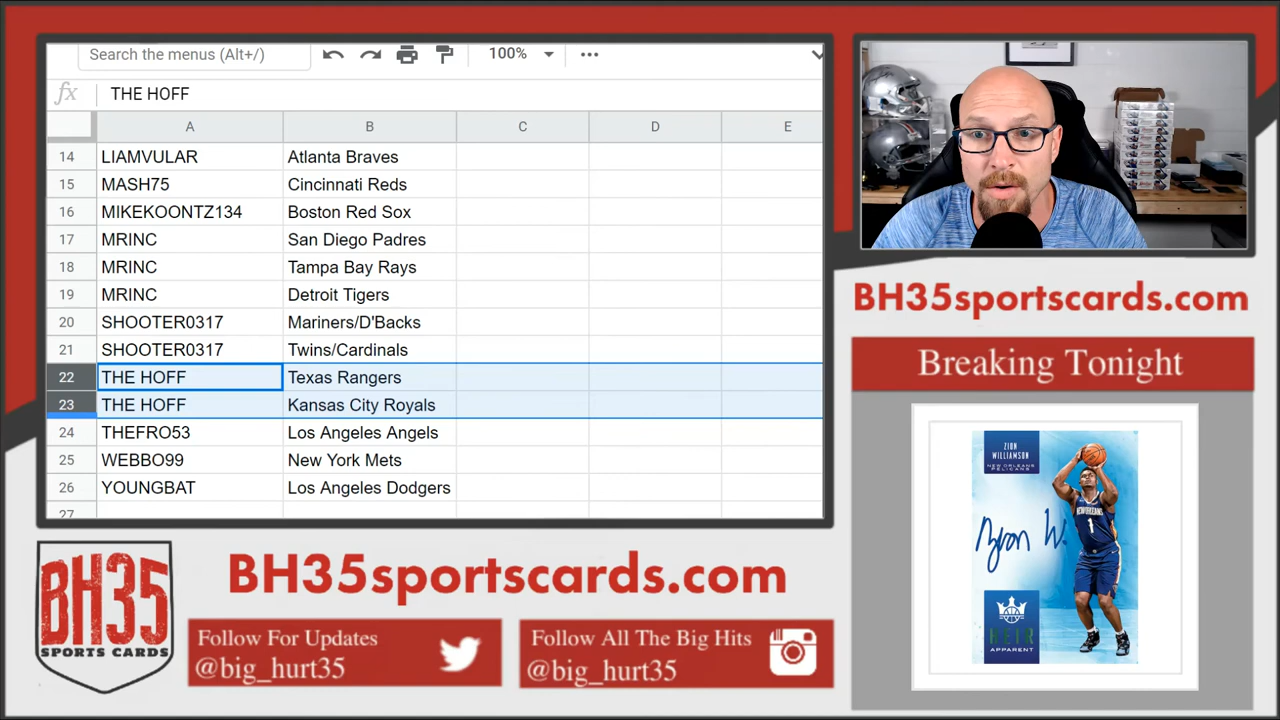 Search the menus (Alt+/)
100%
fx THE HOFF
A B C D E
14 LIAMVULAR Atlanta Braves
15 MASH75 Cincinnati Reds
16 MIKEKOONTZ134 Boston Red Sox
17 MRINC San Diego Padres
18 MRINC Tampa Bay Rays
19 MRINC Detroit Tigers
20 SHOOTER0317 Mariners/D'Backs
21 SHOOTER0317 Twins/Cardinals
22 THE HOFF Texas Rangers
23 THE HOFF Kansas City Royals
24 THEFRO53 Los Angeles Angels
25 WEBBO99 New York Mets
26 YOUNGBAT Los Angeles Dodgers
27
BH35sportscards.com
Breaking Tonight
ZION
WILLIAMSON
NEW ORLEANS
PELICANS
NEW ORLEANS
1
Zion W.
HEIR
APPARENT
BH35
SPORTS CARDS
BH35sportscards.com
Follow For Updates
@big_hurt35
Follow All The Big Hits
@big_hurt35